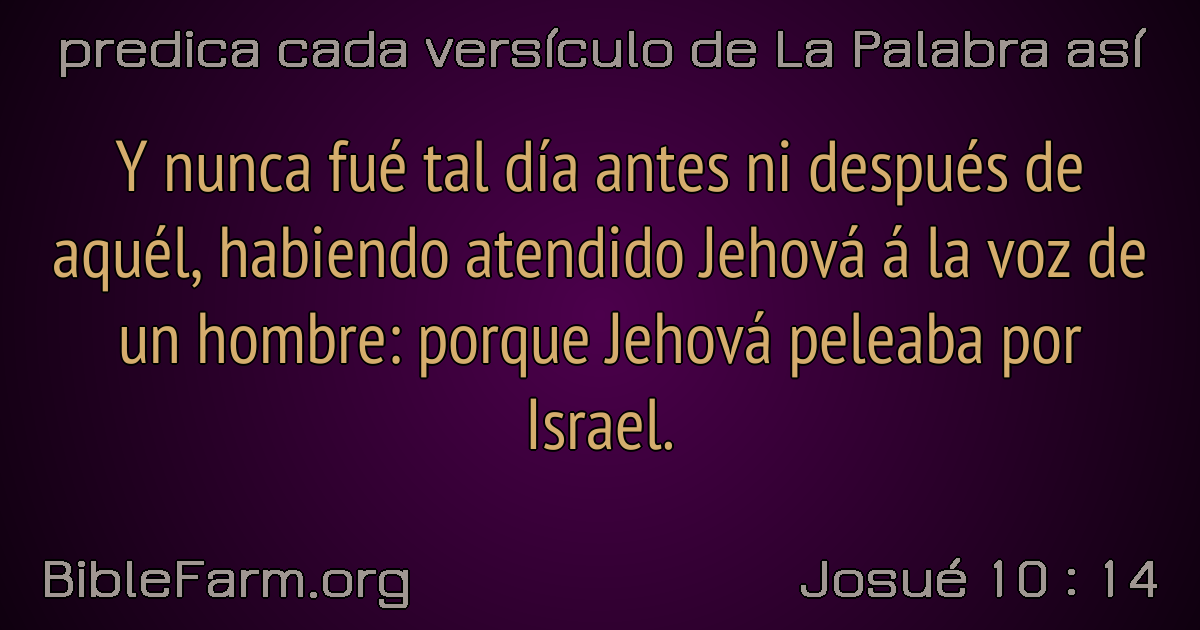 predica cada versículo de La Palabra así
Y nunca fué tal día antes ni después de
aquél, habiendo atendido Jehová á la voz de
un hombre: porque Jehová peleaba por
Israel.
BibleFarm.org
Josué 10 : 14